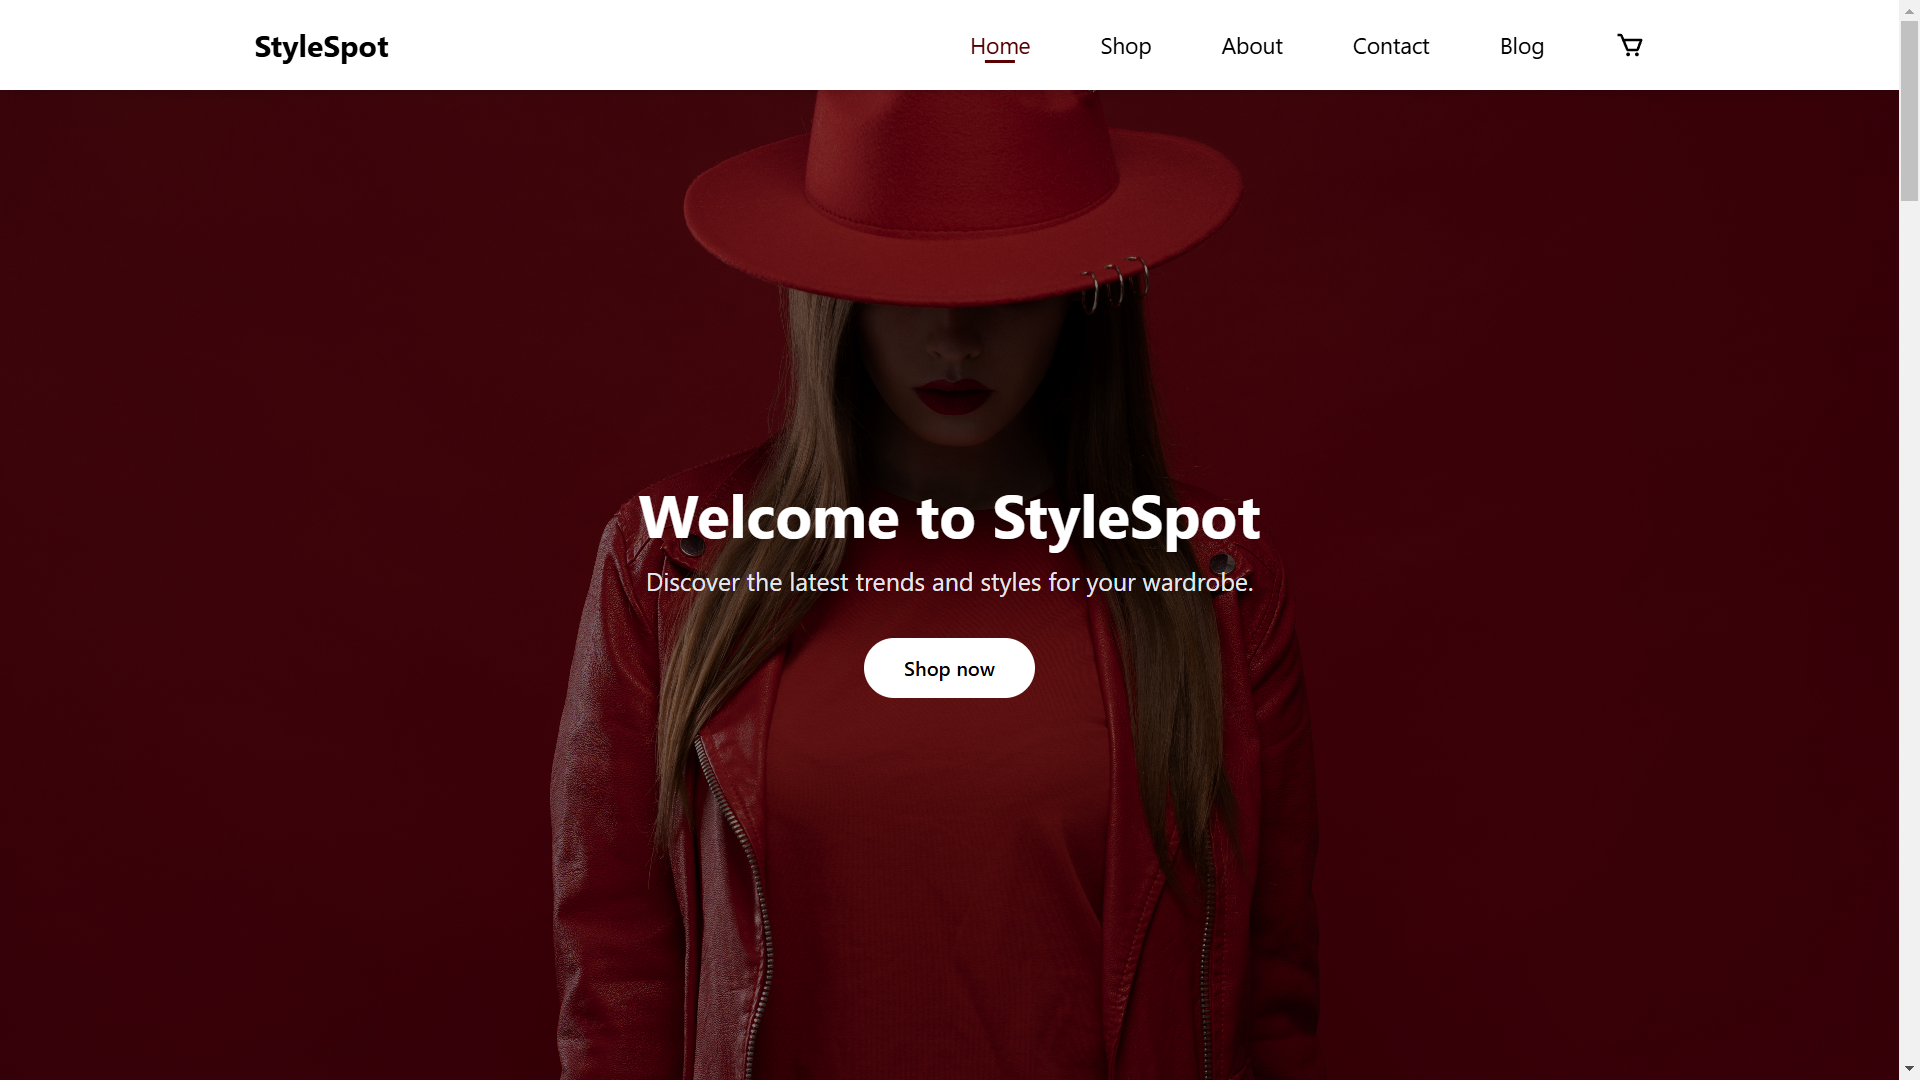 StyleSpot
Home Shop About Contact Blog
Welcome to StyleSpot
Discover the latest trends and styles for your wardrobe.
Shop now